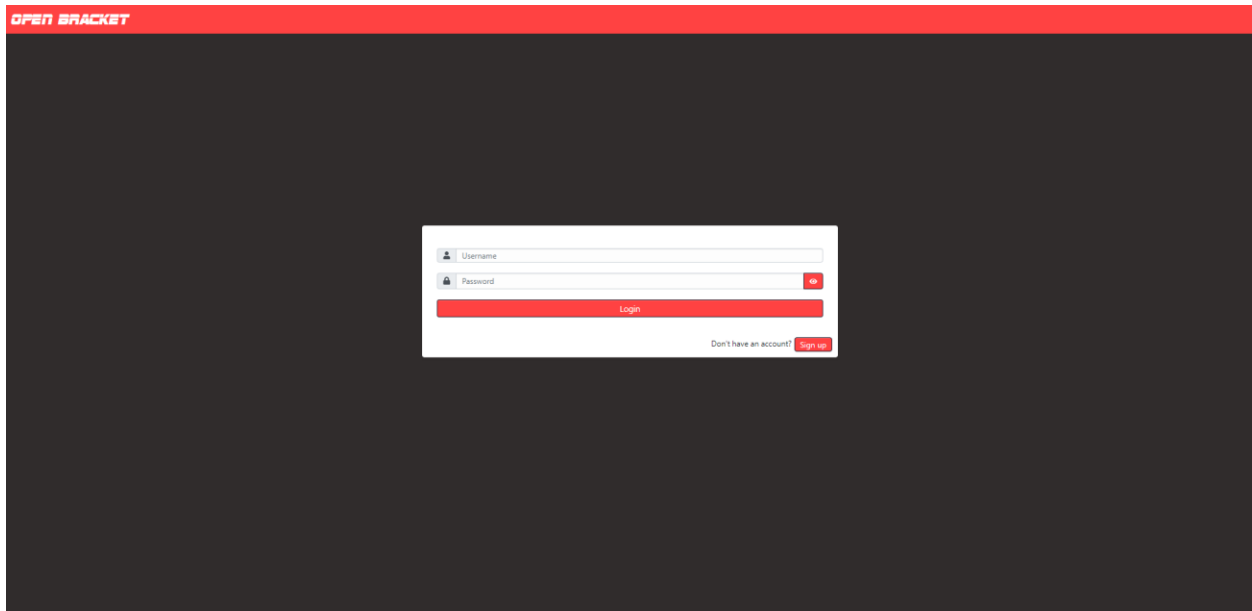 OPEN BRACKET
Username
Password
Login
Don't have an account? Sign up